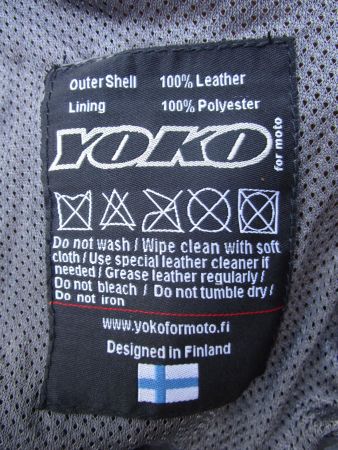 Outer Shell 100% Leather
Lining 100% Polyester
YOKO for moto
Do not wash / Wipe clean with soft
cloth / Use special leather cleaner if
needed / Grease leather regularly /
Do not bleach / Do not tumble dry /
Do not iron
www.yokoformoto.fi
Designed in Finland